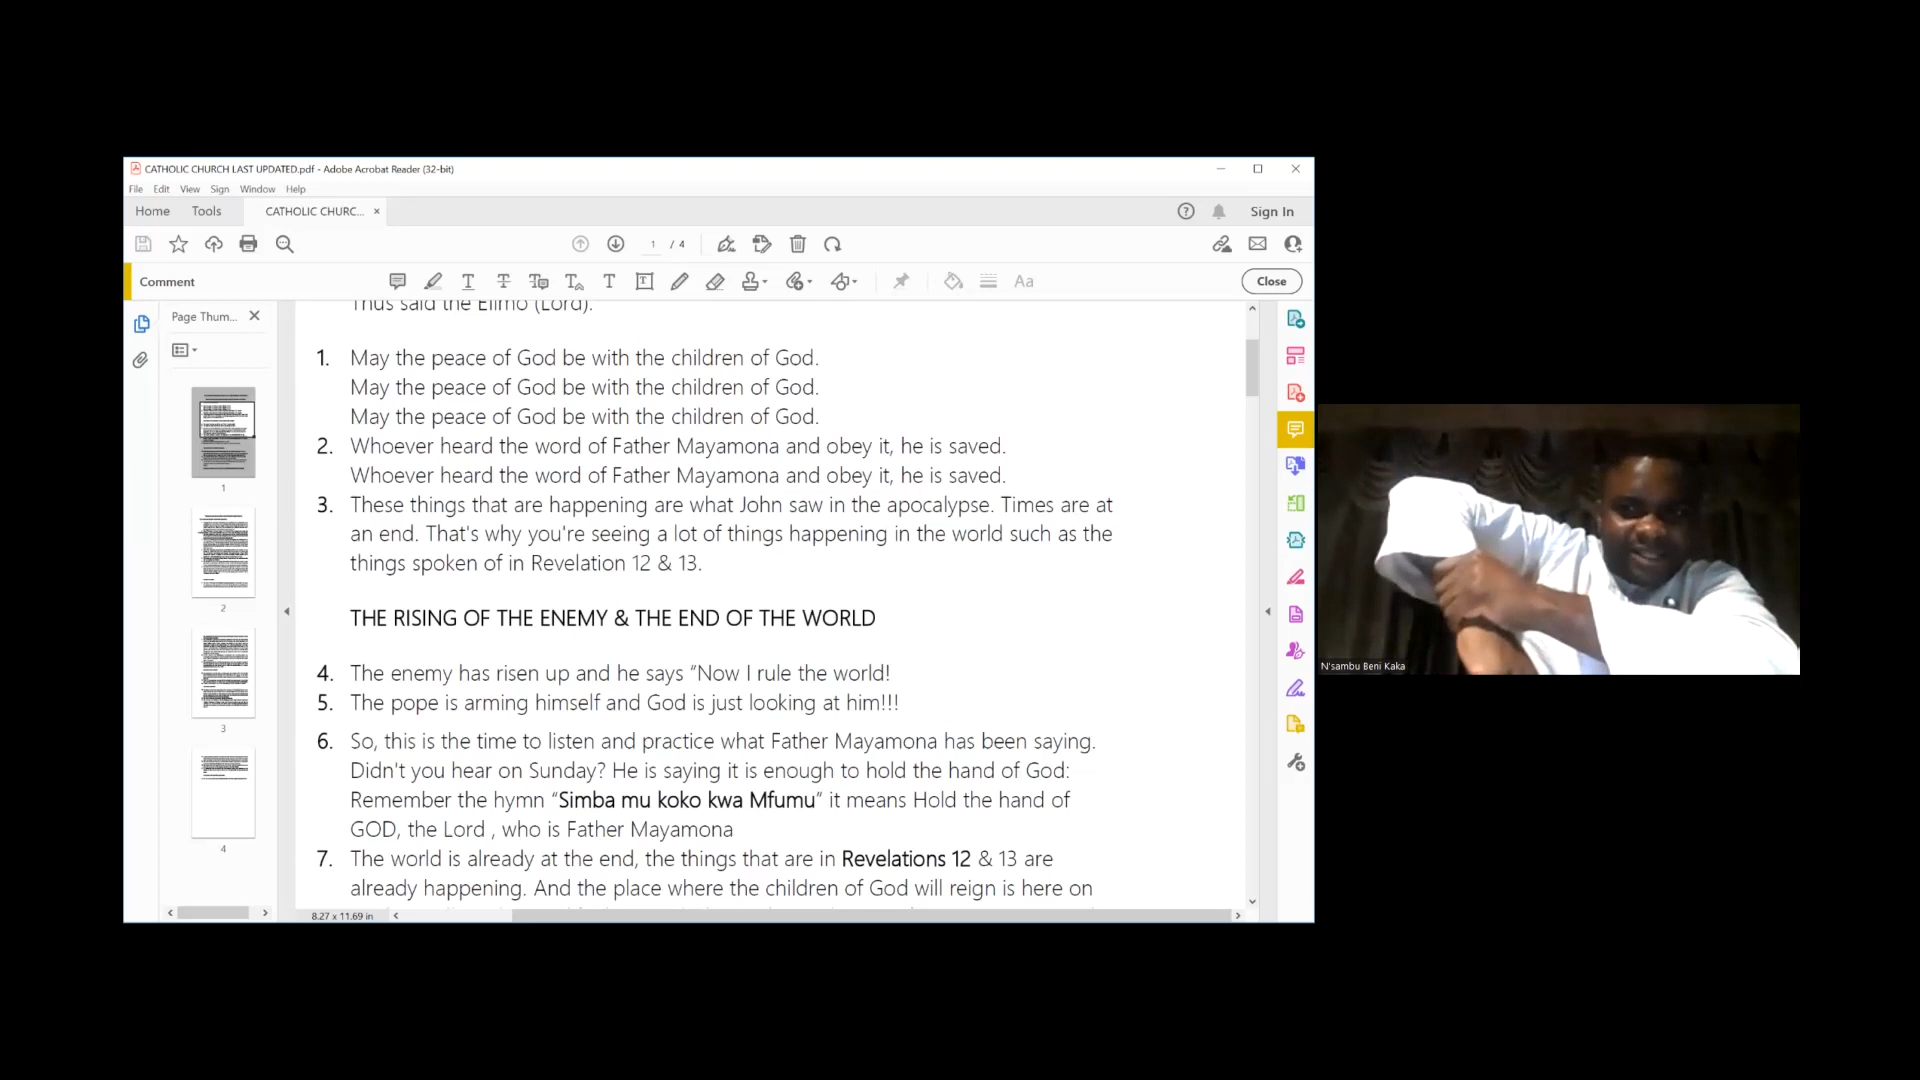 CATHOLIC CHURCH LAST UPDATED.pdf - Adobe Acrobat Reader (32-bit)
File Edit View Sign Window Help
Home Tools CATHOLIC CHURC... × Sign In
1 / 4
Comment Close
Page Thum...
1
2
3
4
Thus said the Elimo (Lord).
1. May the peace of God be with the children of God.
May the peace of God be with the children of God.
May the peace of God be with the children of God.
2. Whoever heard the word of Father Mayamona and obey it, he is saved.
Whoever heard the word of Father Mayamona and obey it, he is saved.
3. These things that are happening are what John saw in the apocalypse. Times are at
an end. That's why you're seeing a lot of things happening in the world such as the
things spoken of in Revelation 12 & 13.
THE RISING OF THE ENEMY & THE END OF THE WORLD
4. The enemy has risen up and he says “Now I rule the world!
5. The pope is arming himself and God is just looking at him!!!
6. So, this is the time to listen and practice what Father Mayamona has been saying.
Didn't you hear on Sunday? He is saying it is enough to hold the hand of God:
Remember the hymn “Simba mu koko kwa Mfumu” it means Hold the hand of
GOD, the Lord , who is Father Mayamona
7. The world is already at the end, the things that are in Revelations 12 & 13 are
already happening. And the place where the children of God will reign is here on
8.27 x 11.69 in
N'sambu Beni Kaka